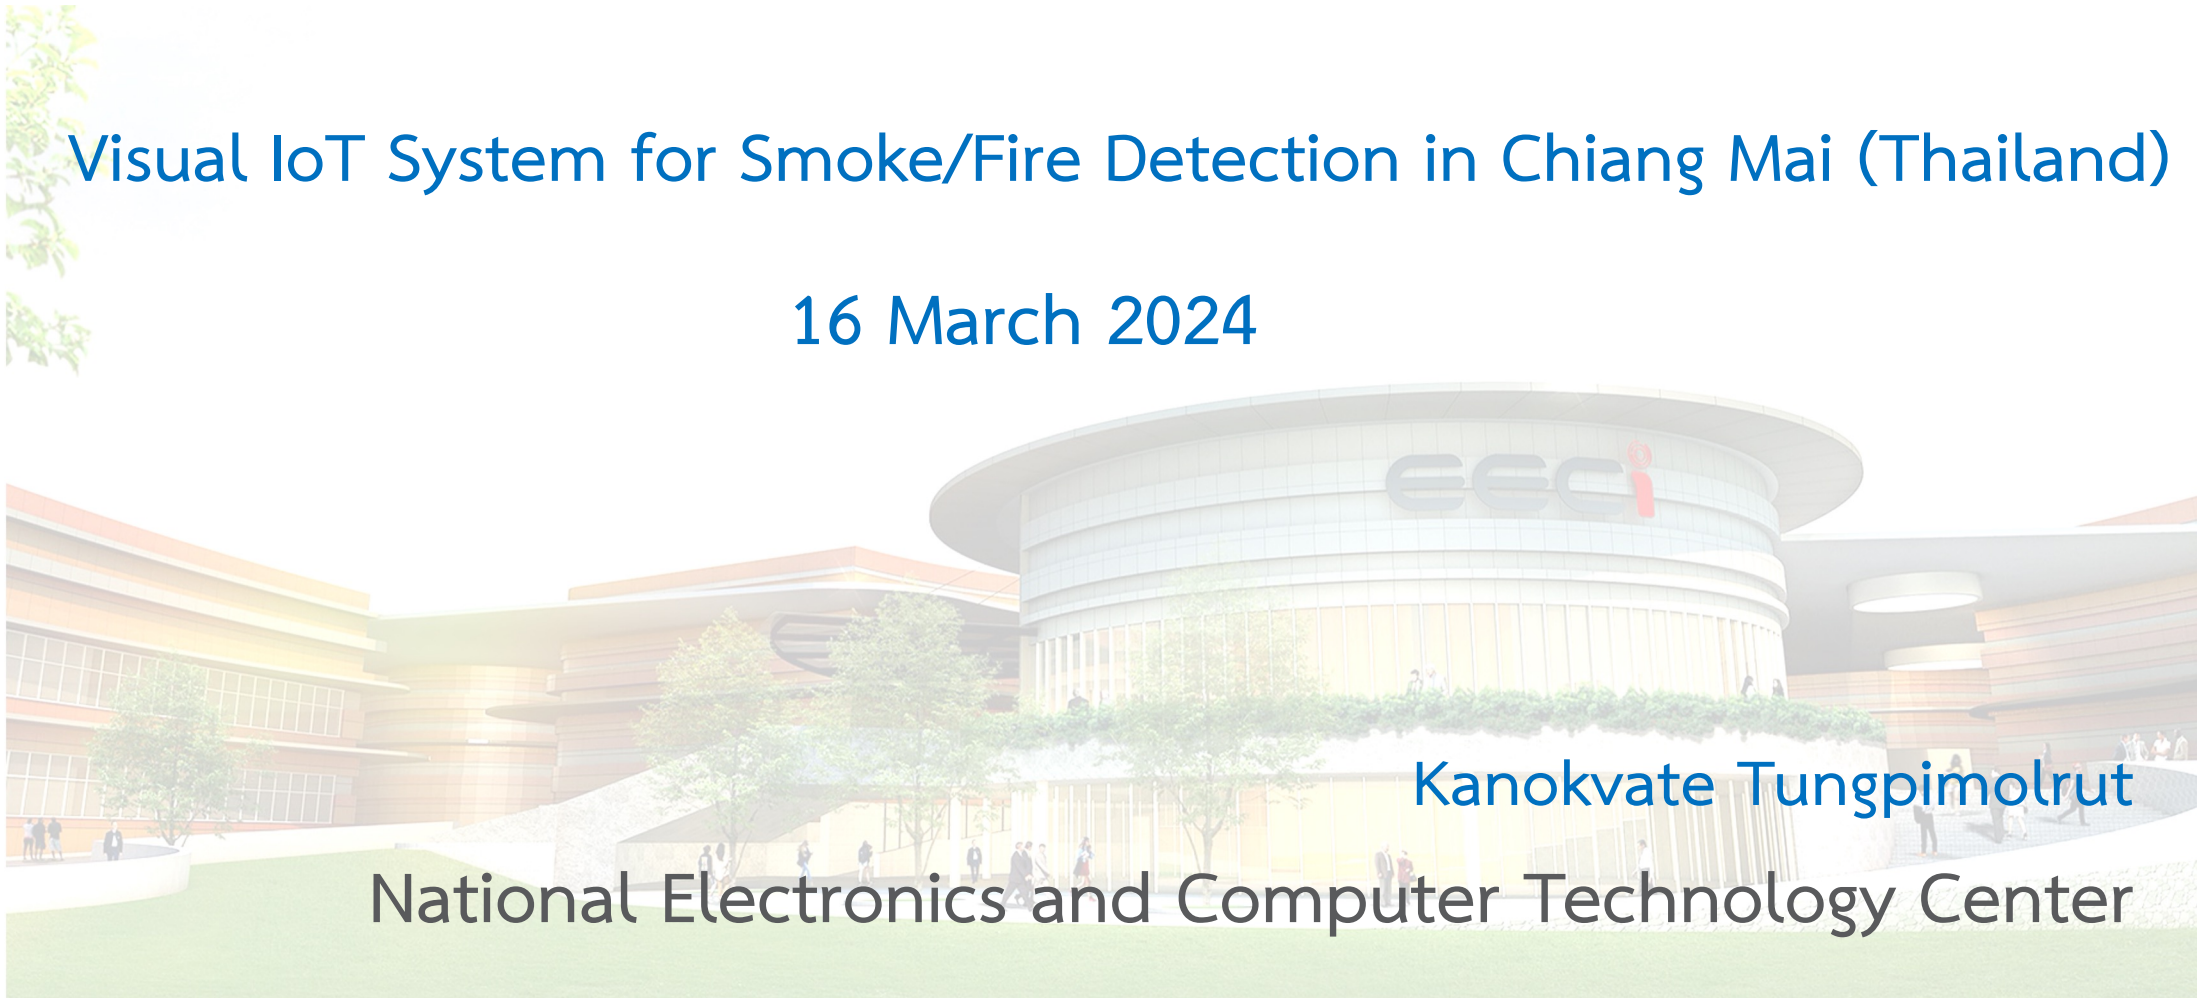 Visual IoT System for Smoke/Fire Detection in Chiang Mai (Thailand)
16 March 2024
eeci
Kanokvate Tungpimolrut
National Electronics and Computer Technology Center